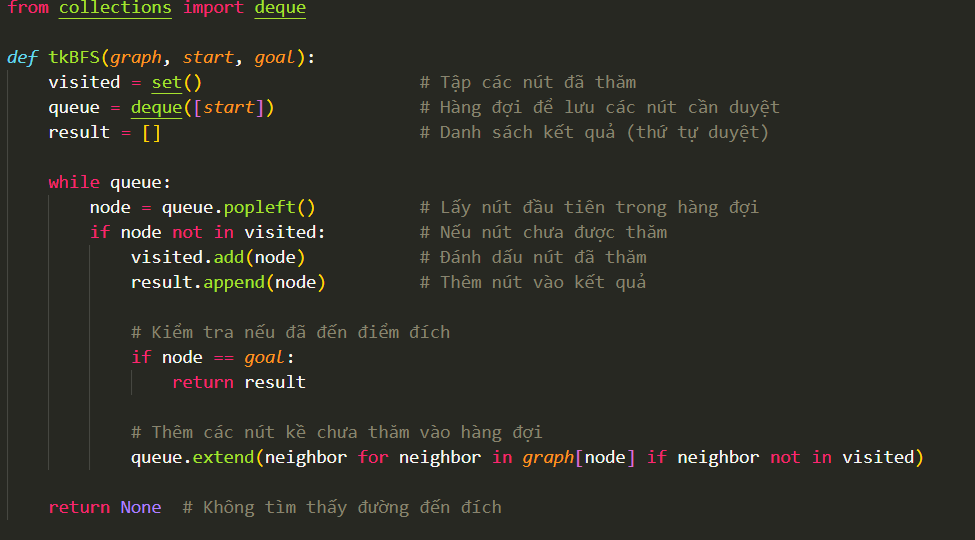 from collections import deque
def tkBFS(graph, start, goal):
    visited = set()                     # Tập các nút đã thăm
    queue = deque([start])              # Hàng đợi để lưu các nút cần duyệt
    result = []                         # Danh sách kết quả (thứ tự duyệt)
    while queue:
        node = queue.popleft()          # Lấy nút đầu tiên trong hàng đợi
        if node not in visited:         # Nếu nút chưa được thăm
            visited.add(node)           # Đánh dấu nút đã thăm
            result.append(node)         # Thêm nút vào kết quả
            # Kiểm tra nếu đã đến điểm đích
            if node == goal:
                return result
            # Thêm các nút kề chưa thăm vào hàng đợi
            queue.extend(neighbor for neighbor in graph[node] if neighbor not in visited)
    return None  # Không tìm thấy đường đến đích